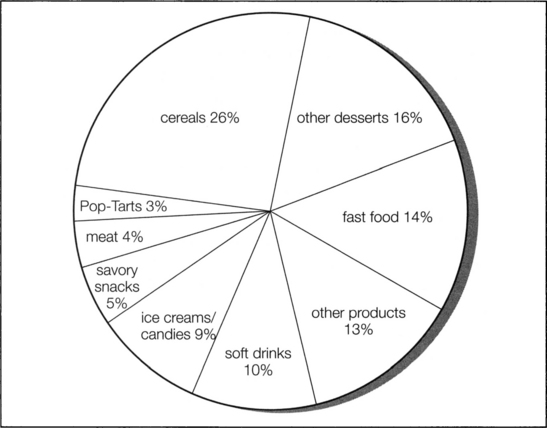 cereals 26%
other desserts 16%
Pop-Tarts 3%
fast food 14%
meat 4%
savory
snacks
5%
ice creams/
candies 9%
other products
13%
soft drinks
10%